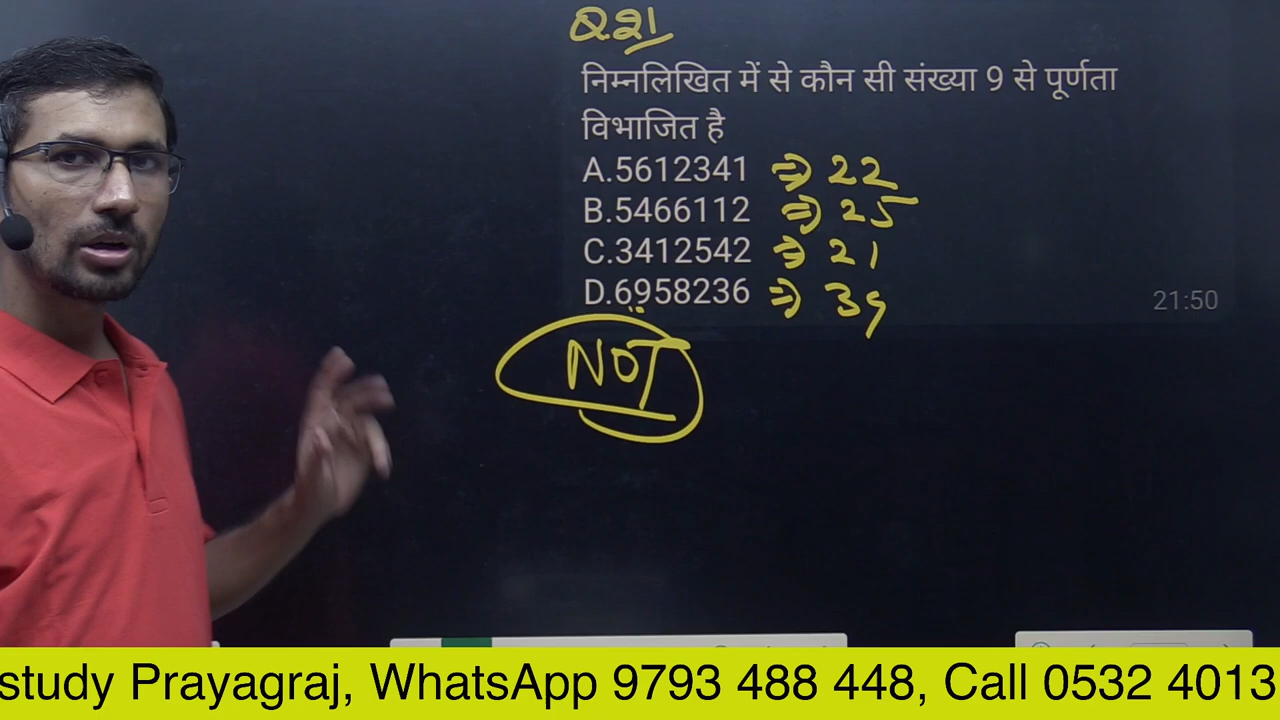 Q.21
निम्नलिखित में से कौन सी संख्या 9 से पूर्णता
विभाजित है
A.5612341 ⇒ 22
B.5466112 ⇒ 25
C.3412542 ⇒ 21
D.6958236 ⇒ 39
21:50
NOT
study Prayagraj, WhatsApp 9793 488 448, Call 0532 4013